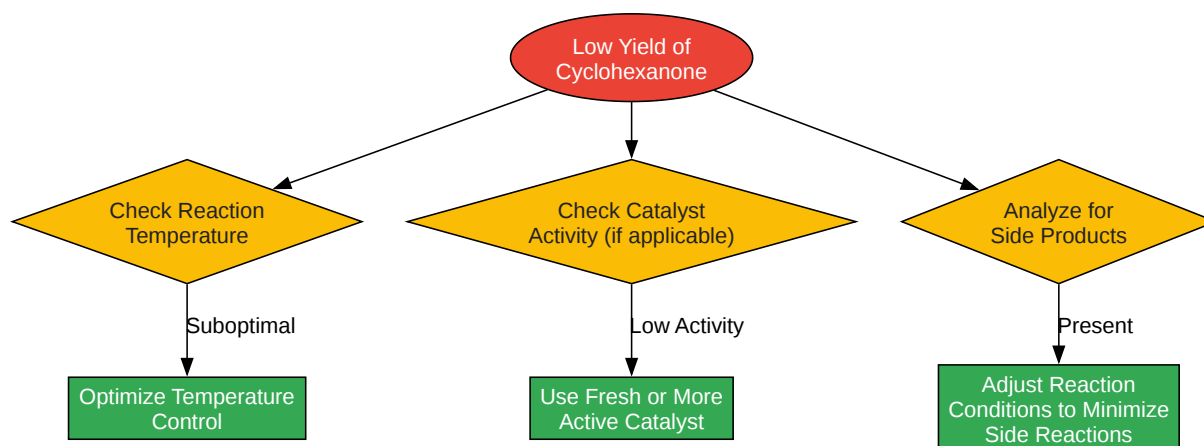 Low Yield of
Cyclohexanone
Check Reaction
Temperature
Check Catalyst
Activity (if applicable)
Analyze for
Side Products
Suboptimal
Low Activity
Present
Optimize Temperature
Control
Use Fresh or More
Active Catalyst
Adjust Reaction
Conditions to Minimize
Side Reactions